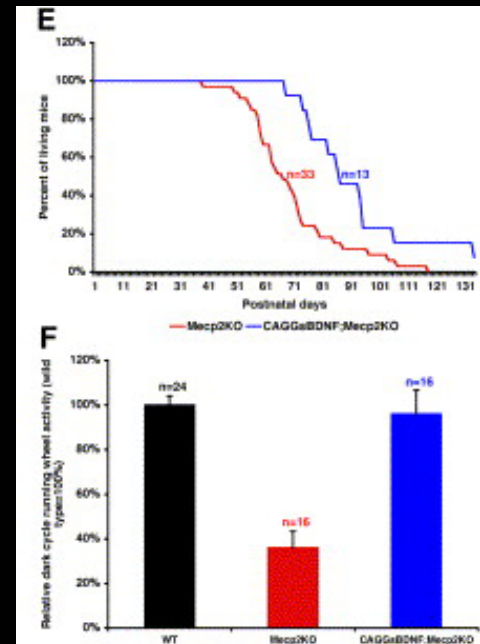 E
120%
100%
80%
60%
40%
20%
0%
Percent of living mice
n=33
n=13
1 11 21 31 41 51 61 71 81 91 101 111 121 131
Postnatal days
Mecp2KO CAGGsBDNF;Mecp2KO
F
120%
100%
80%
60%
40%
20%
0%
Relative dark cycle running wheel activity (wild
type=100%)
n=24
n=16
n=16
WT Mecp2KO CAGGsBDNF;Mecp2KO